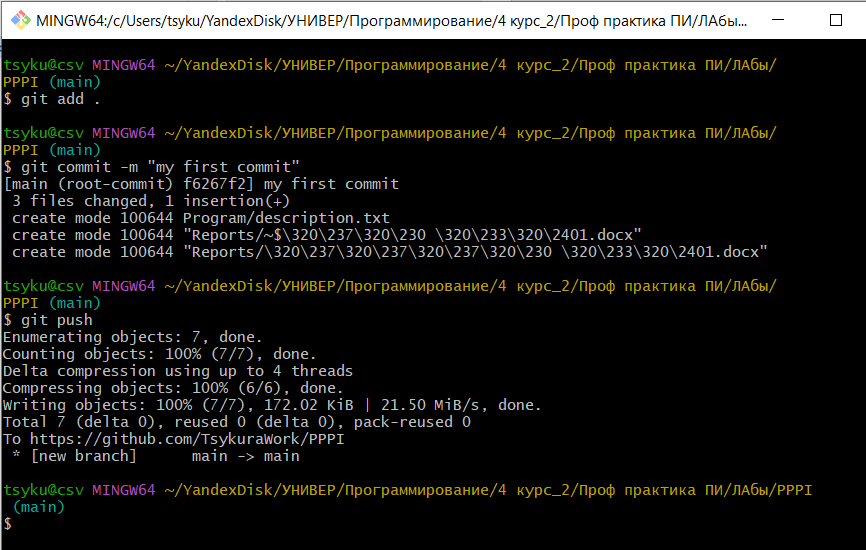 MINGW64:/c/Users/tsyku/YandexDisk/УНИВЕР/Программирование/4 курс_2/Проф практика ПИ/ЛАбы...
tsyku@csv MINGW64 ~/YandexDisk/УНИВЕР/Программирование/4 курс_2/Проф практика ПИ/ЛАбы/
PPPI (main)
$ git add .
tsyku@csv MINGW64 ~/YandexDisk/УНИВЕР/Программирование/4 курс_2/Проф практика ПИ/ЛАбы/
PPPI (main)
$ git commit -m "my first commit"
[main (root-commit) f6267f2] my first commit
 3 files changed, 1 insertion(+)
 create mode 100644 Program/description.txt
 create mode 100644 "Reports/~$\320\237\320\230 \320\233\320\2401.docx"
 create mode 100644 "Reports/\320\237\320\237\320\237\320\230 \320\233\320\2401.docx"
tsyku@csv MINGW64 ~/YandexDisk/УНИВЕР/Программирование/4 курс_2/Проф практика ПИ/ЛАбы/
PPPI (main)
$ git push
Enumerating objects: 7, done.
Counting objects: 100% (7/7), done.
Delta compression using up to 4 threads
Compressing objects: 100% (6/6), done.
Writing objects: 100% (7/7), 172.02 KiB | 21.50 MiB/s, done.
Total 7 (delta 0), reused 0 (delta 0), pack-reused 0
To https://github.com/TsykuraWork/PPPI
 * [new branch]      main -> main
tsyku@csv MINGW64 ~/YandexDisk/УНИВЕР/Программирование/4 курс_2/Проф практика ПИ/ЛАбы/PPPI
 (main)
$